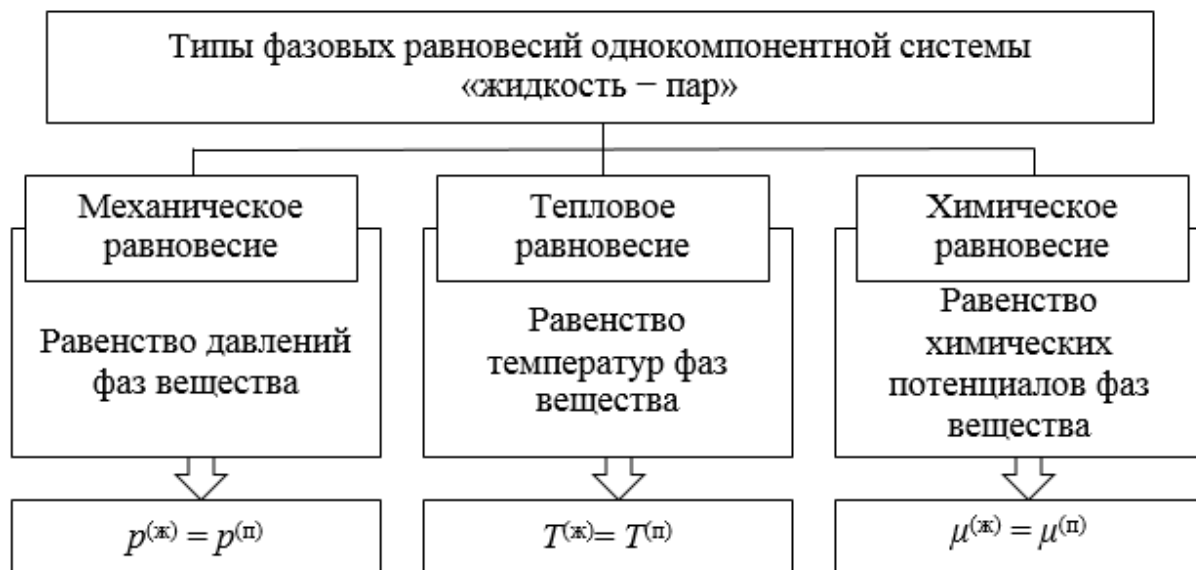 Типы фазовых равновесий однокомпонентной системы
«жидкость − пар»
Механическое
равновесие
Равенство давлений
фаз вещества
p⁽ж⁾ = p⁽п⁾
Тепловое
равновесие
Равенство
температур фаз
вещества
T⁽ж⁾= T⁽п⁾
Химическое
равновесие
Равенство
химических
потенциалов фаз
вещества
μ⁽ж⁾ = μ⁽п⁾